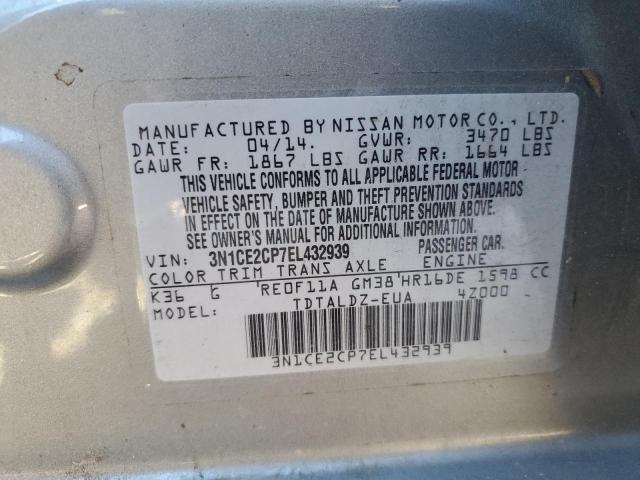 MANUFACTURED BY NISSAN MOTOR CO., LTD.
DATE: 04/14. GVWR: 3470 LBS
GAWR FR: 1867 LBS GAWR RR: 1664 LBS
THIS VEHICLE CONFORMS TO ALL APPLICABLE FEDERAL MOTOR
VEHICLE SAFETY, BUMPER AND THEFT PREVENTION STANDARDS
IN EFFECT ON THE DATE OF MANUFACTURE SHOWN ABOVE.
SEE OWNER'S MANUAL FOR ADDITIONAL INFORMATION.
VIN: 3N1CE2CP7EL432939 PASSENGER CAR.
COLOR TRIM TRANS AXLE ENGINE
K36 G RE0F11A GM38 HR16DE 1598 CC
MODEL: TDTALDZ-EUA 4Z000
3N1CE2CP7EL432939